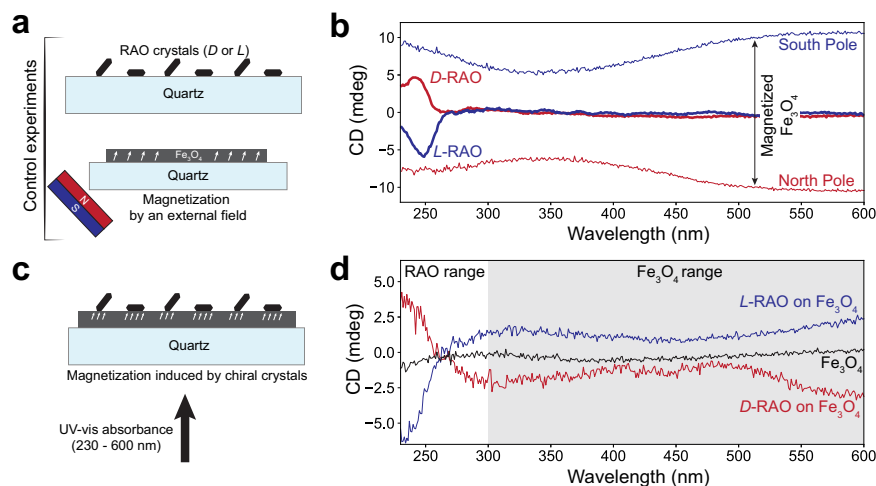 a
Control experiments
RAO crystals (D or L)
Quartz
Fe₃O₄
Quartz
N
S
Magnetization
by an external field
b
CD (mdeg)
10
5
0
−5
−10
South Pole
D-RAO
L-RAO
Magnetized
Fe₃O₄
North Pole
250 300 350 400 450 500 550 600
Wavelength (nm)
c
Quartz
Magnetization induced by chiral crystals
UV-vis absorbance
(230 - 600 nm)
d
CD (mdeg)
5.0
2.5
0.0
−2.5
−5.0
RAO range
Fe₃O₄ range
L-RAO on Fe₃O₄
Fe₃O₄
D-RAO on Fe₃O₄
250 300 350 400 450 500 550 600
Wavelength (nm)